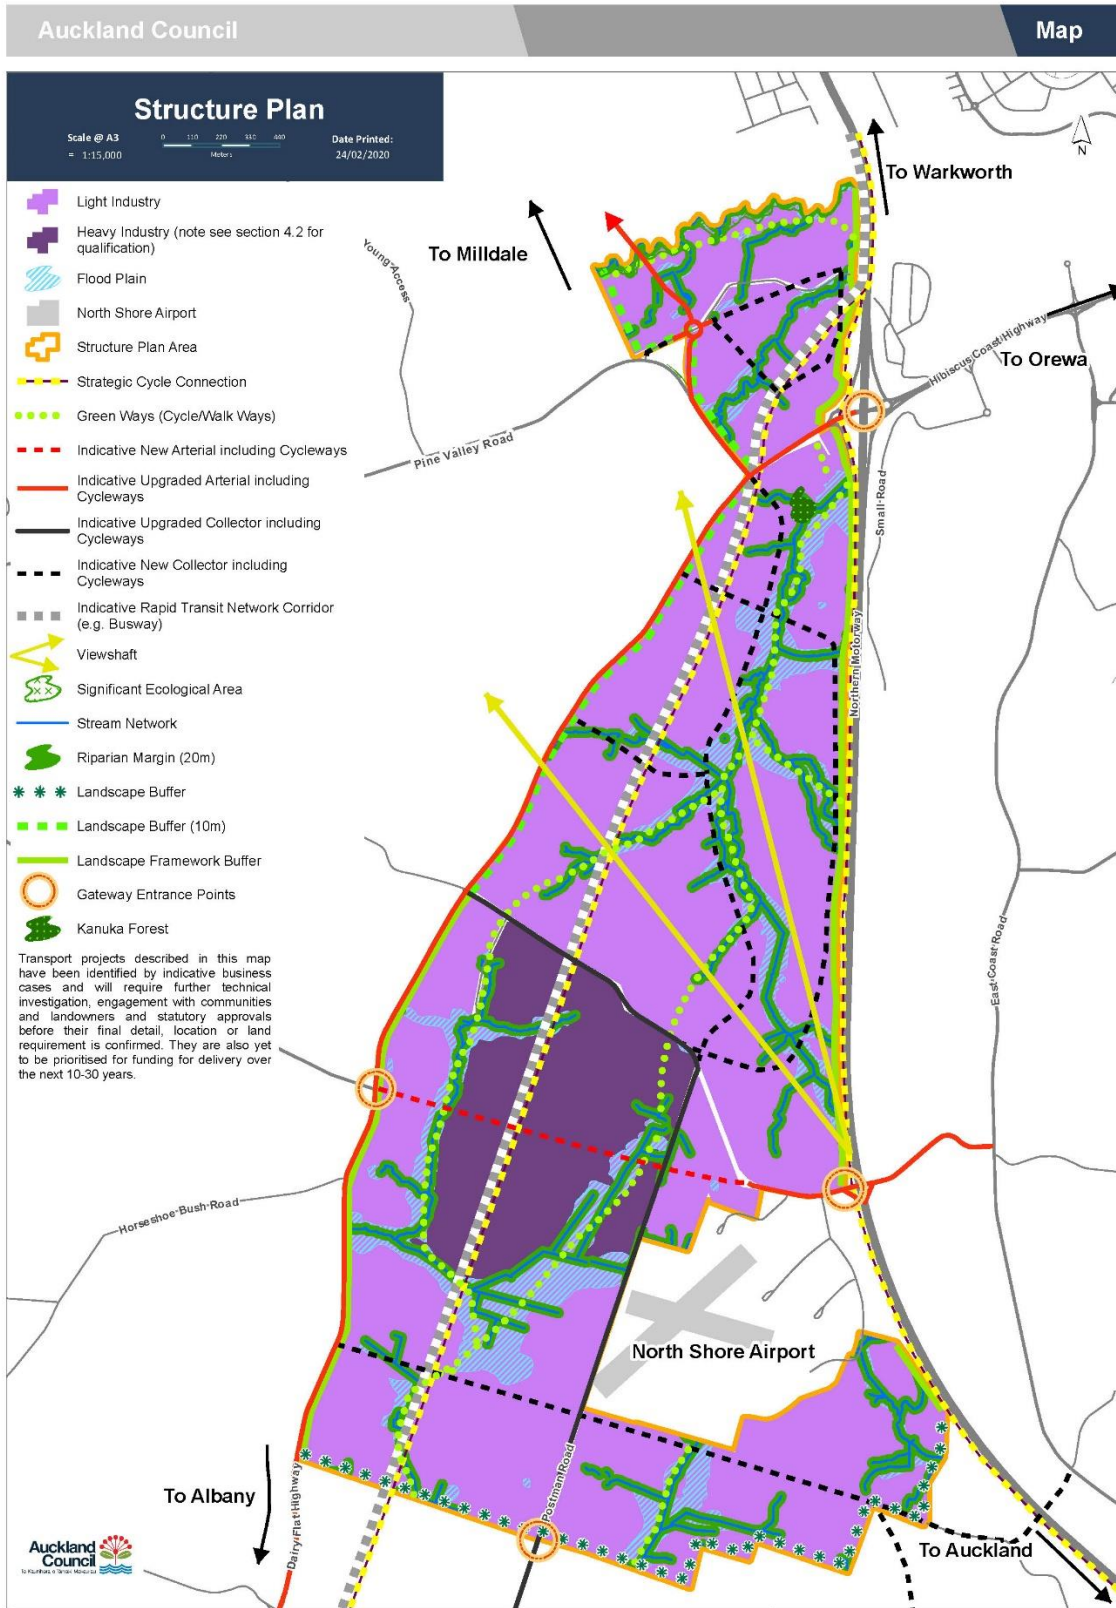 Auckland Council
Map
Structure Plan
Scale @ A3
= 1:15,000
0 110 220 330 440
Meters
Date Printed:
24/02/2020
Light Industry
Heavy Industry (note see section 4.2 for
qualification)
Flood Plain
North Shore Airport
Structure Plan Area
Strategic Cycle Connection
Green Ways (Cycle/Walk Ways)
Indicative New Arterial including Cycleways
Indicative Upgraded Arterial including
Cycleways
Indicative Upgraded Collector including
Cycleways
Indicative New Collector including
Cycleways
Indicative Rapid Transit Network Corridor
(e.g. Busway)
Viewshaft
Significant Ecological Area
Stream Network
Riparian Margin (20m)
Landscape Buffer
Landscape Buffer (10m)
Landscape Framework Buffer
Gateway Entrance Points
Kanuka Forest
Transport projects described in this map
have been identified by indicative business
cases and will require further technical
investigation, engagement with communities
and landowners and statutory approvals
before their final detail, location or land
requirement is confirmed. They are also yet
to be prioritised for funding for delivery over
the next 10-30 years.
N
To Warkworth
To Milldale
Young-Access
Hibiscus Coast Highway
To Orewa
Pine Valley Road
Small-Road
Northern Motorway
East Coast Road
Horseshoe-Bush-Road
North Shore Airport
Postman Road
Dairy-Flat-Highway
To Albany
To Auckland
Auckland
Council